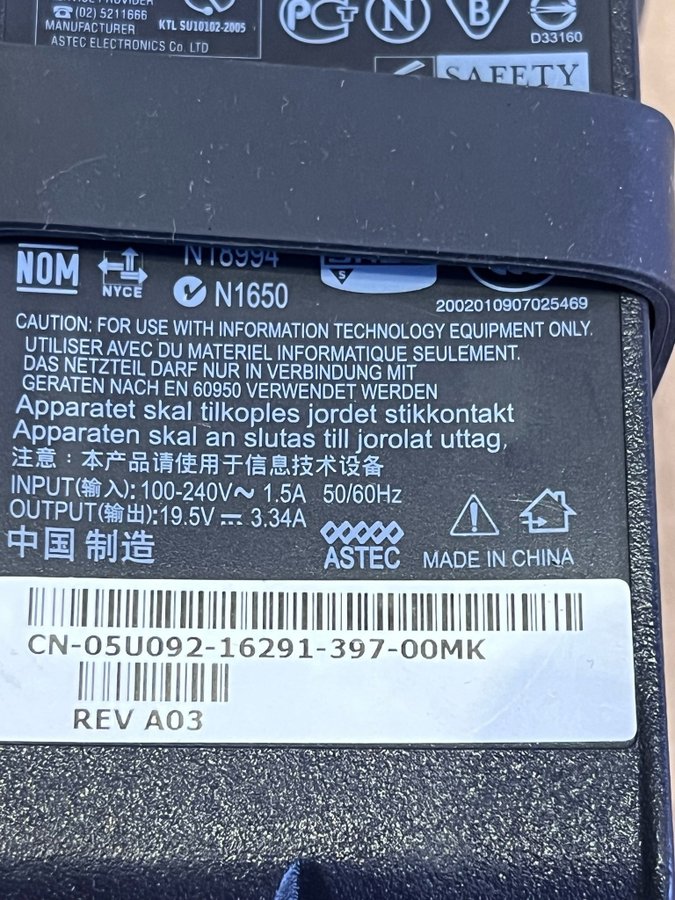 (02) 5211666
MANUFACTURER
ASTEC ELECTRONICS Co. LTD
KTL SU10102-2005
N
B
D33160
SAFETY
NOM
NYCE
N18994
N1650
S
2002010907025469
CAUTION: FOR USE WITH INFORMATION TECHNOLOGY EQUIPMENT ONLY.
UTILISER AVEC DU MATERIEL INFORMATIQUE SEULEMENT.
DAS NETZTEIL DARF NUR IN VERBINDUNG MIT
GERATEN NACH EN 60950 VERWENDET WERDEN
Apparatet skal tilkoples jordet stikkontakt
Apparaten skal an slutas till jorolat uttag,
注意：本产品请使用于信息技术设备
INPUT(输入): 100-240V~ 1.5A 50/60Hz
OUTPUT(输出):19.5V ⎓ 3.34A
中国 制造
ASTEC
MADE IN CHINA
CN-05U092-16291-397-00MK
REV A03